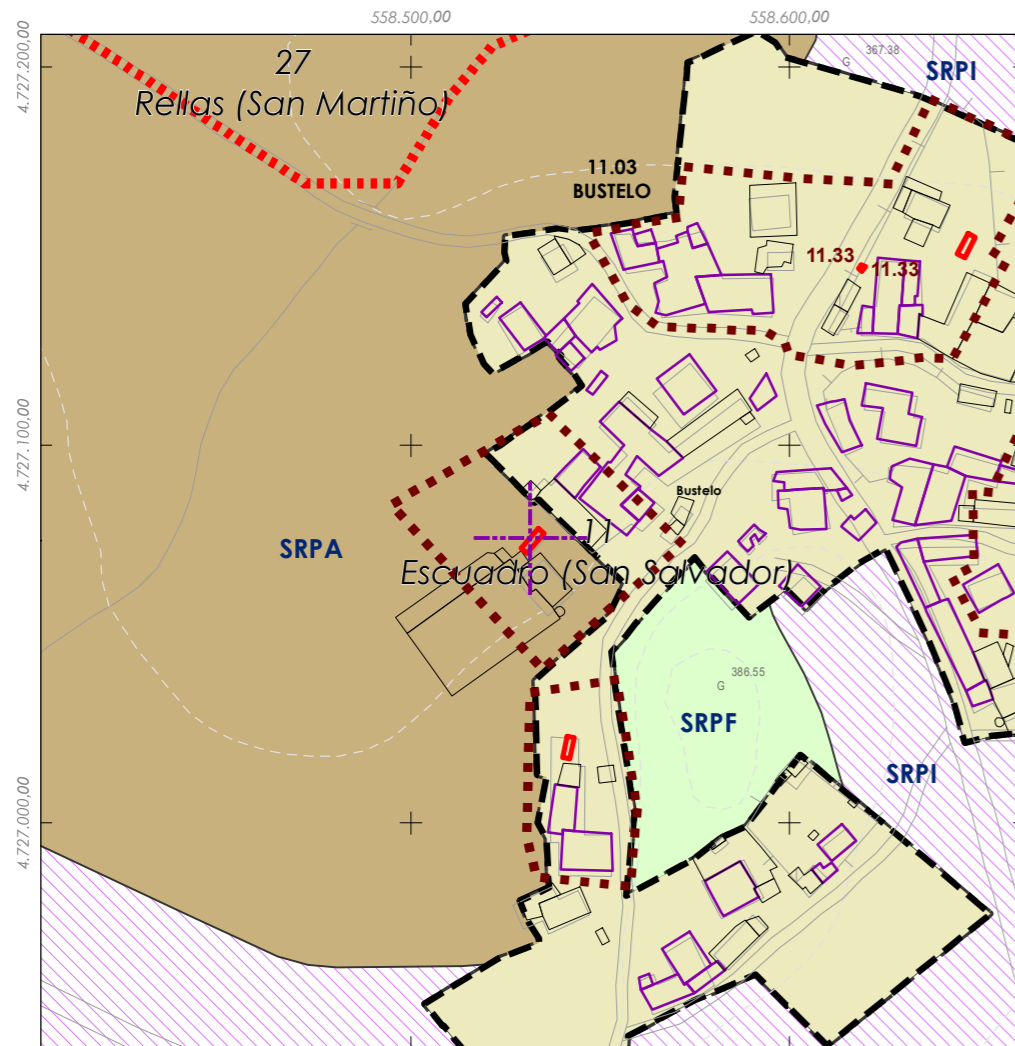 558.500,00
558.600,00
4.727.200,00
27
Rellas (San Martiño)
367.38
G
SRPI
11.03
BUSTELO
11.33
11.33
4.727.100,00
Bustelo
11
SRPA
Escuadro (San Salvador)
386.55
G
SRPF
SRPI
4.727.000,00